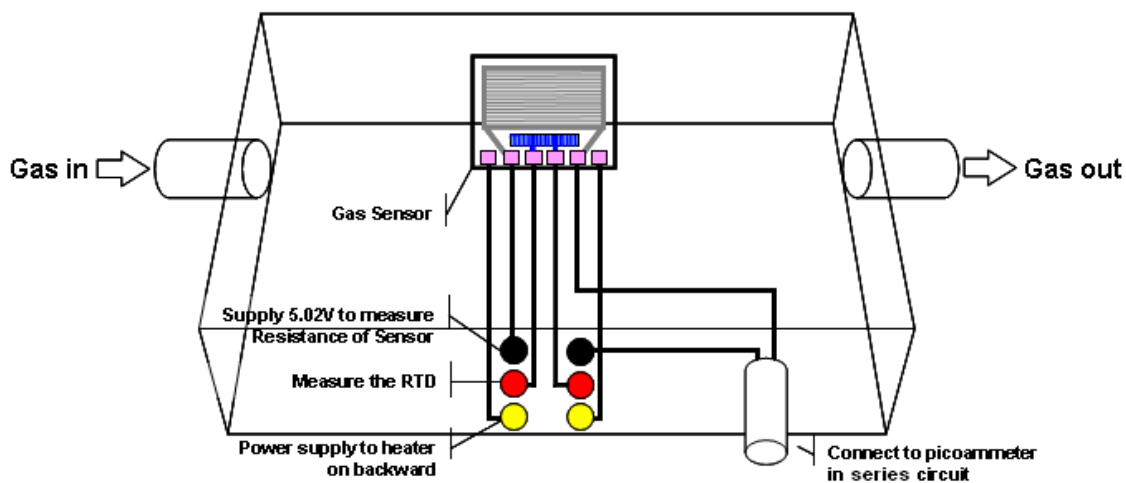 Gas in
Gas out
Gas Sensor
Supply 5.02V to measure
Resistance of Sensor
Measure the RTD
Power supply to heater
on backward
Connect to picoammeter
in series circuit